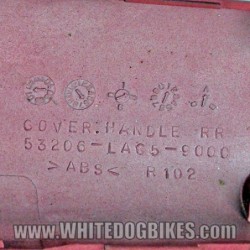 COVER.HANDLE RR
53206-LAC5-9000
>ABS< R102
WWW.WHITEDOGBIKES.COM